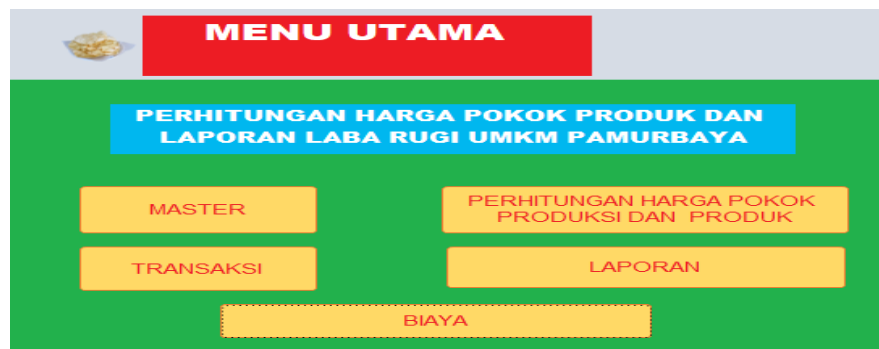 MENU UTAMA
PERHITUNGAN HARGA POKOK PRODUK DAN
LAPORAN LABA RUGI UMKM PAMURBAYA
MASTER
PERHITUNGAN HARGA POKOK
PRODUKSI DAN PRODUK
TRANSAKSI
LAPORAN
BIAYA